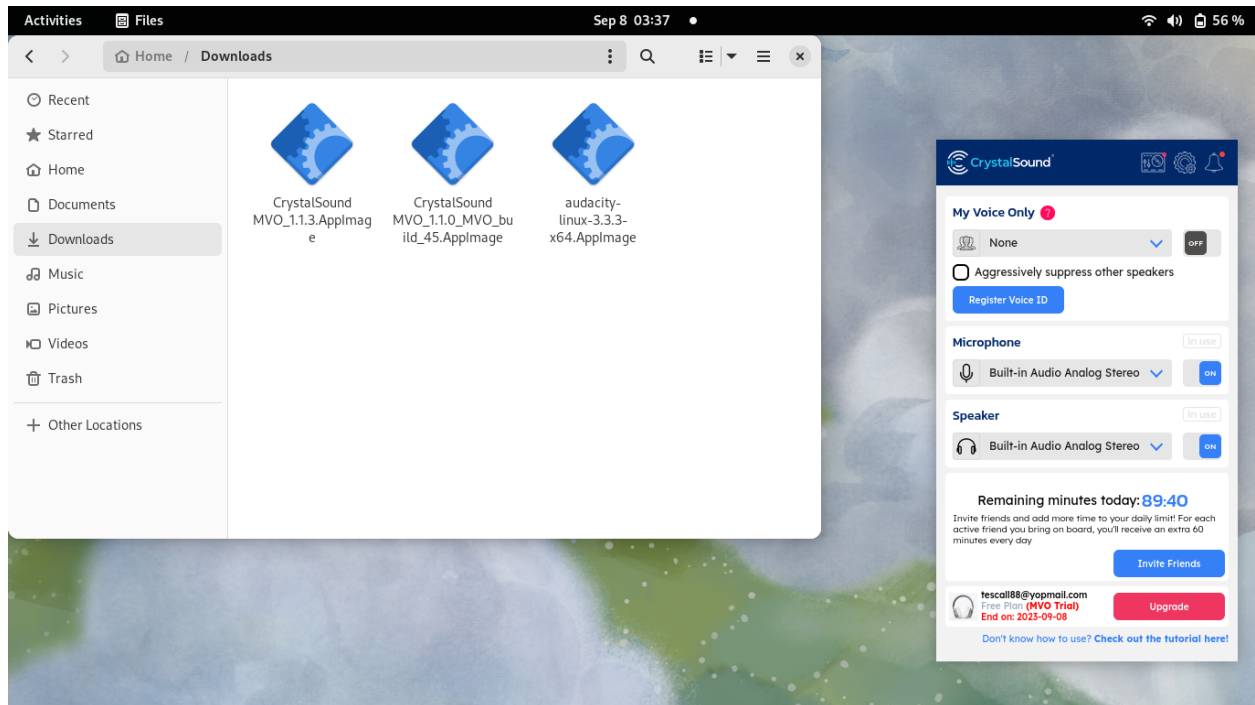 Activities
Files
Sep 8 03:37
56 %
Home / Downloads
Recent
Starred
Home
Documents
Downloads
Music
Pictures
Videos
Trash
Other Locations
CrystalSound
MVO_1.1.3.AppImag
e
CrystalSound
MVO_1.1.0_MVO_bu
ild_45.AppImage
audacity-
linux-3.3.3-
x64.AppImage
CrystalSound
My Voice Only ?
None
OFF
Aggressively suppress other speakers
Register Voice ID
Microphone
In use
Built-in Audio Analog Stereo
ON
Speaker
In use
Built-in Audio Analog Stereo
ON
Remaining minutes today: 89:40
Invite friends and add more time to your daily limit! For each
active friend you bring on board, you'll receive an extra 60
minutes every day
Invite Friends
tescall88@yopmail.com
Free Plan (MVO Trial)
End on: 2023-09-08
Upgrade
Don't know how to use? Check out the tutorial here!